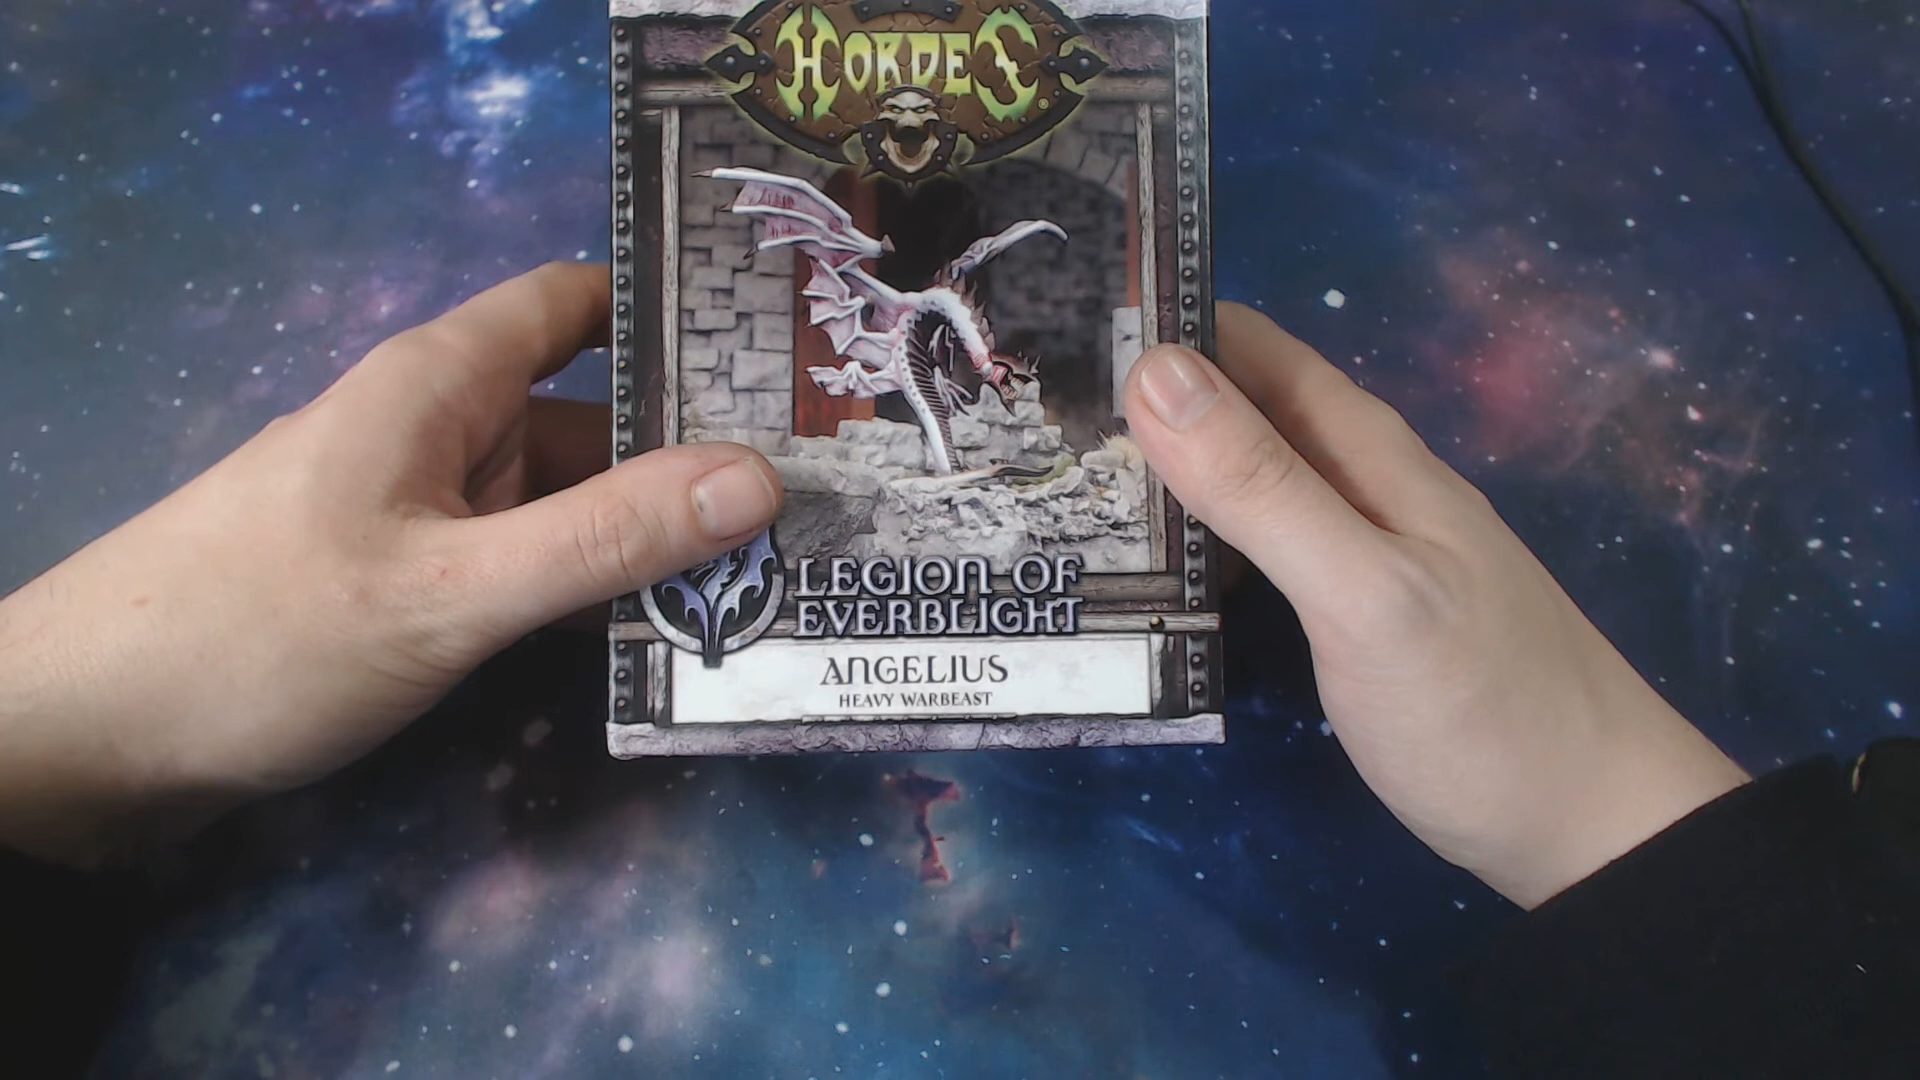 HORDES®
LEGION OF
EVERBLIGHT
ANGELIUS
HEAVY WARBEAST